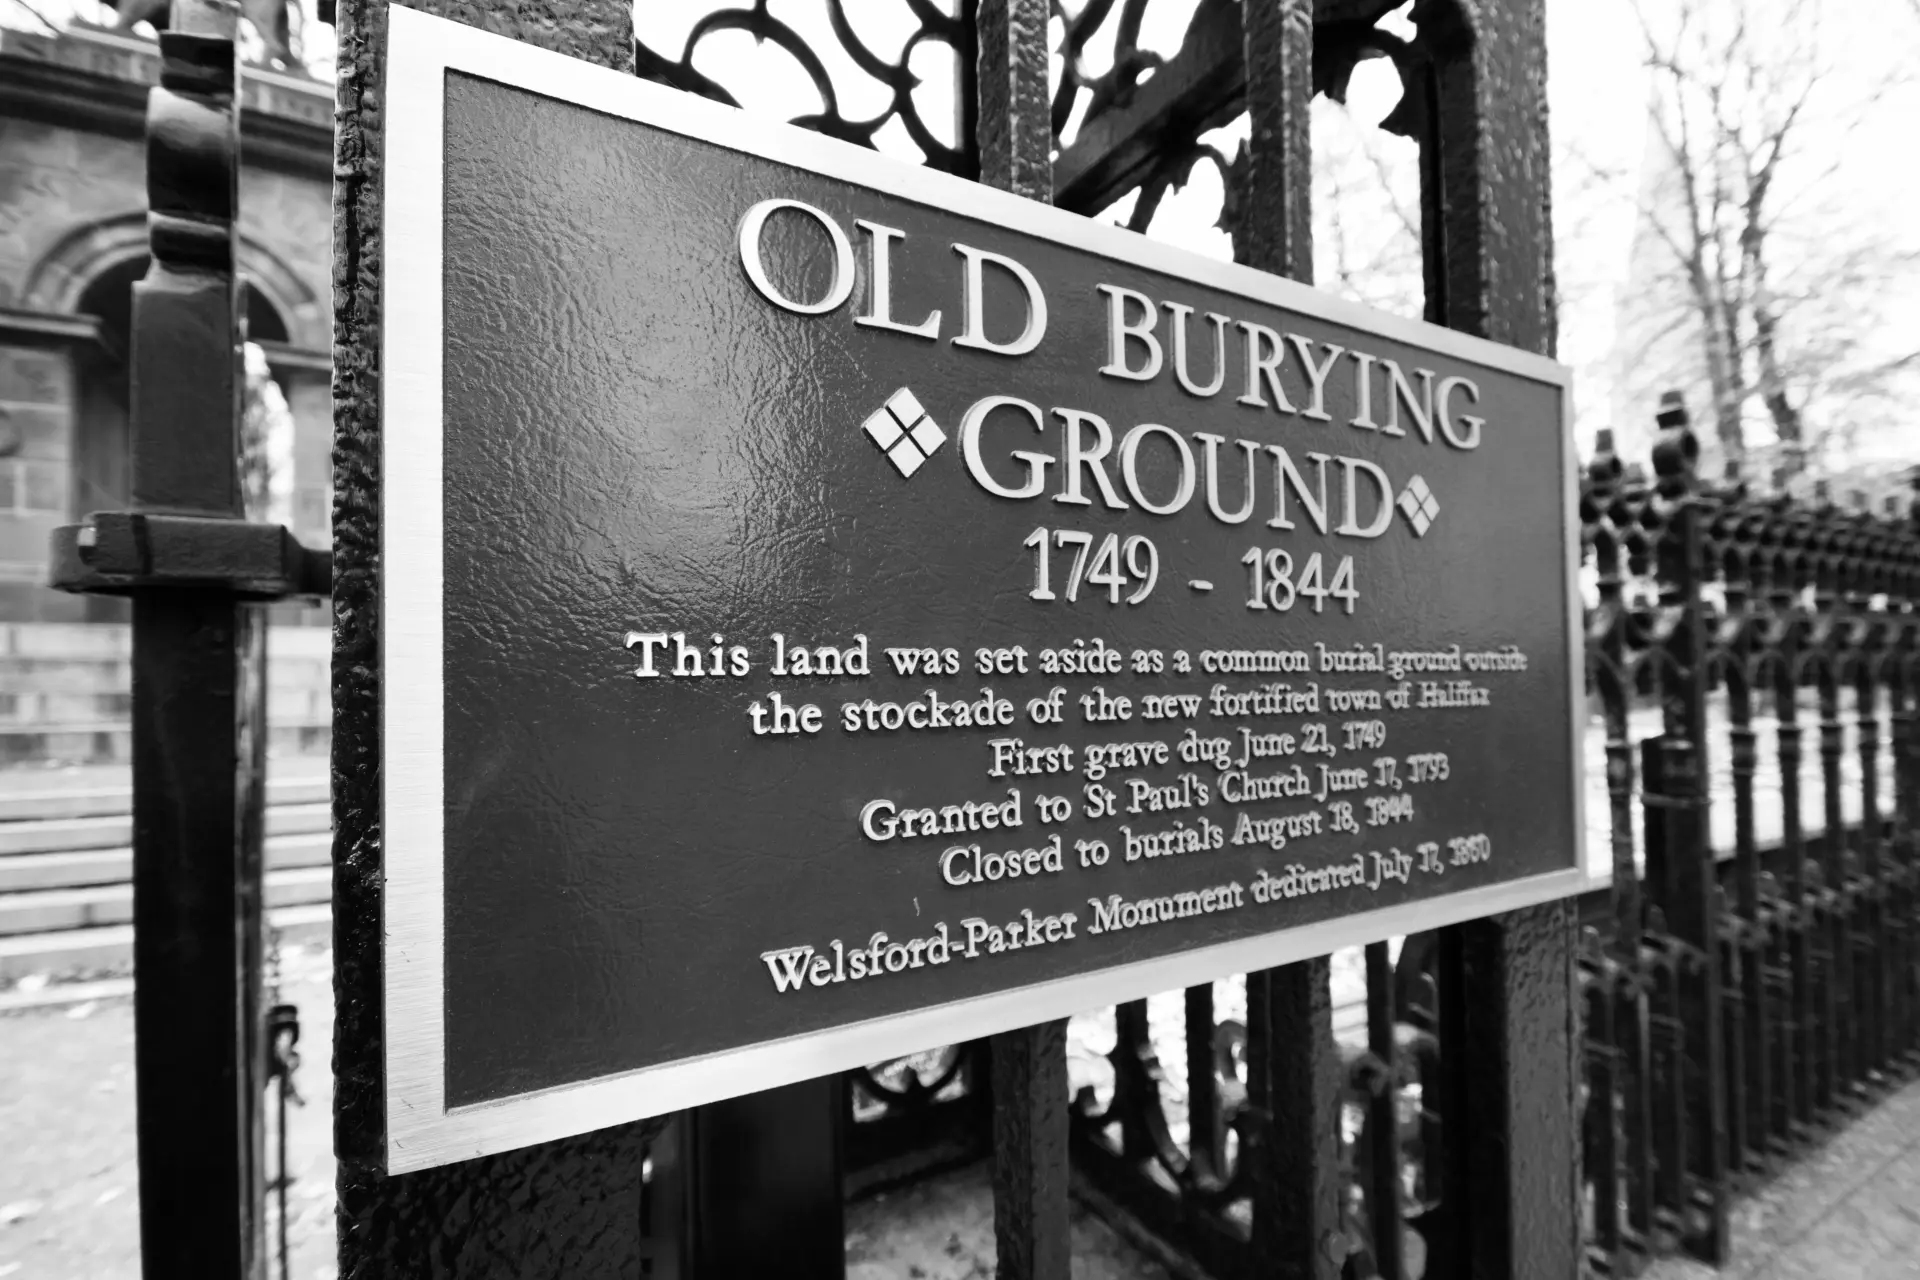 OLD BURYING
GROUND
1749 - 1844
This land was set aside as a common burial ground outside
the stockade of the new fortified town of Halifax
First grave dug June 21, 1749
Granted to St Paul's Church June 17, 1793
Closed to burials August 18, 1844
Welsford-Parker Monument dedicated July 17, 1860